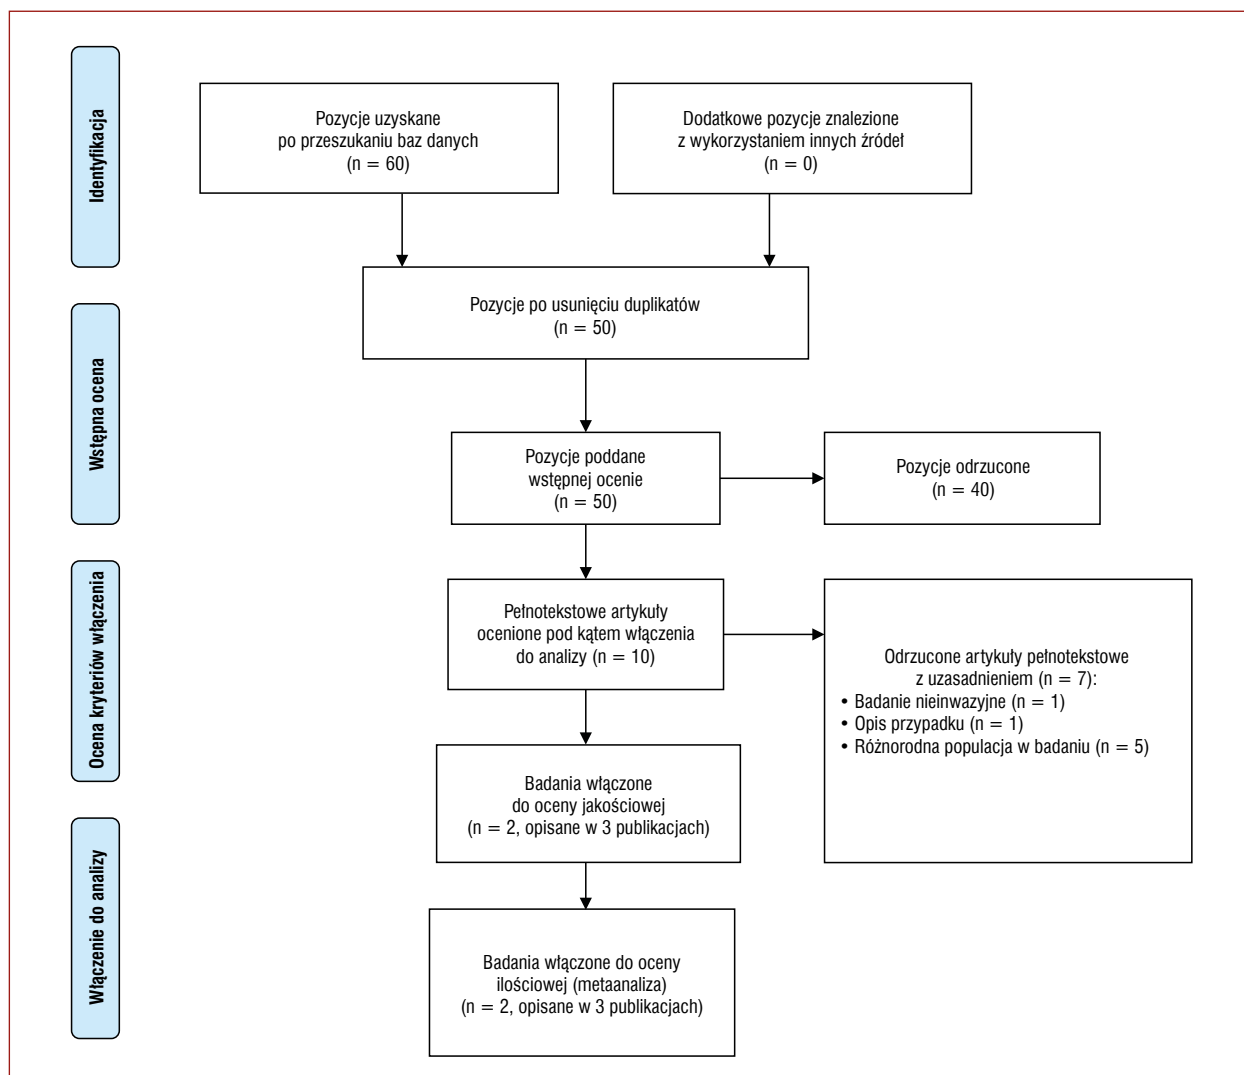 Identyfikacja
Pozycje uzyskane
po przeszukaniu baz danych
(n = 60)
Dodatkowe pozycje znalezione
z wykorzystaniem innych źródeł
(n = 0)
Pozycje po usunięciu duplikatów
(n = 50)
Wstępna ocena
Pozycje poddane
wstępnej ocenie
(n = 50)
Pozycje odrzucone
(n = 40)
Ocena kryteriów włączenia
Pełnotekstowe artykuły
ocenione pod kątem włączenia
do analizy (n = 10)
Odrzucone artykuły pełnotekstowe
z uzasadnieniem (n = 7):
• Badanie nieinwazyjne (n = 1)
• Opis przypadku (n = 1)
• Różnorodna populacja w badaniu (n = 5)
Badania włączone
do oceny jakościowej
(n = 2, opisane w 3 publikacjach)
Włączenie do analizy
Badania włączone do oceny
ilościowej (metaanaliza)
(n = 2, opisane w 3 publikacjach)